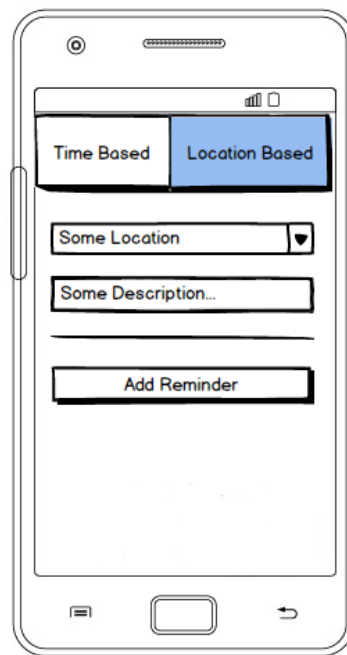 Time Based
Location Based
Some Location
Some Description...
Add Reminder